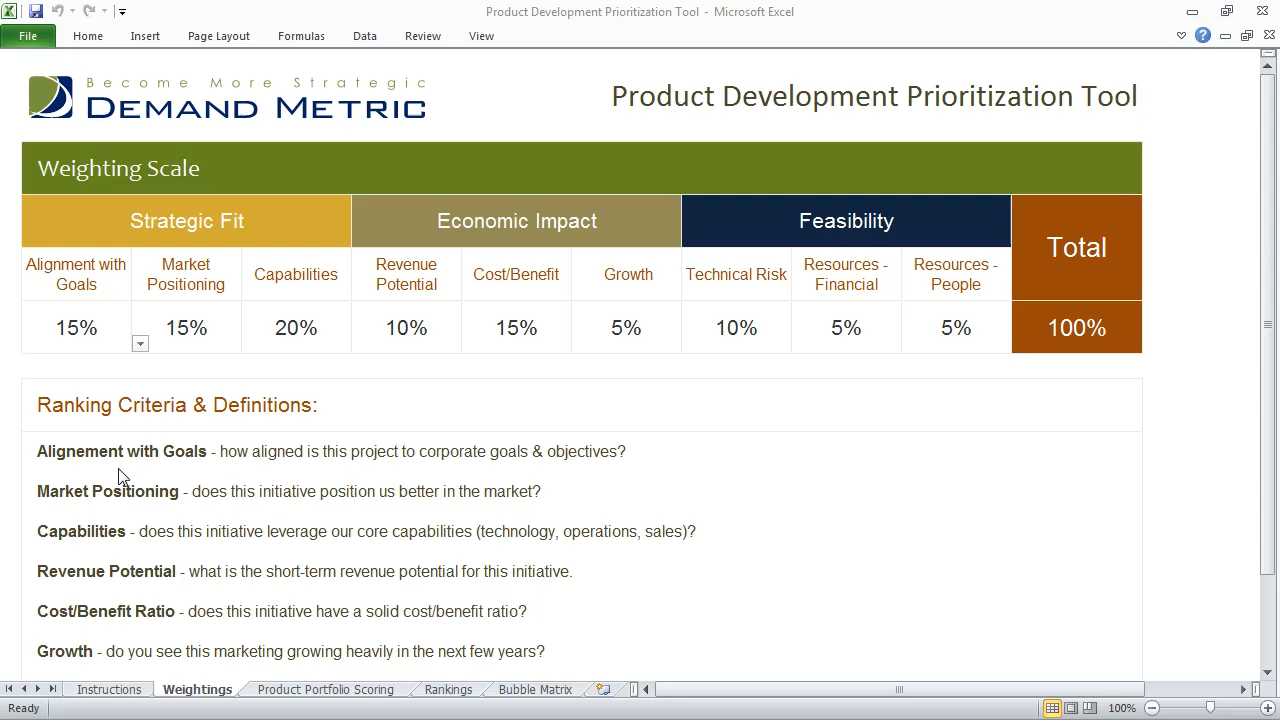 Product Development Prioritization Tool - Microsoft Excel
File Home Insert Page Layout Formulas Data Review View
Become More Strategic
DEMAND METRIC
Product Development Prioritization Tool
Weighting Scale
Strategic Fit Economic Impact Feasibility Total
Alignment with Goals Market Positioning Capabilities Revenue Potential Cost/Benefit Growth Technical Risk Resources - Financial Resources - People
15% 15% 20% 10% 15% 5% 10% 5% 5% 100%
Ranking Criteria & Definitions:
Alignement with Goals - how aligned is this project to corporate goals & objectives?
Market Positioning - does this initiative position us better in the market?
Capabilities - does this initiative leverage our core capabilities (technology, operations, sales)?
Revenue Potential - what is the short-term revenue potential for this initiative.
Cost/Benefit Ratio - does this initiative have a solid cost/benefit ratio?
Growth - do you see this marketing growing heavily in the next few years?
Instructions Weightings Product Portfolio Scoring Rankings Bubble Matrix
Ready 100%